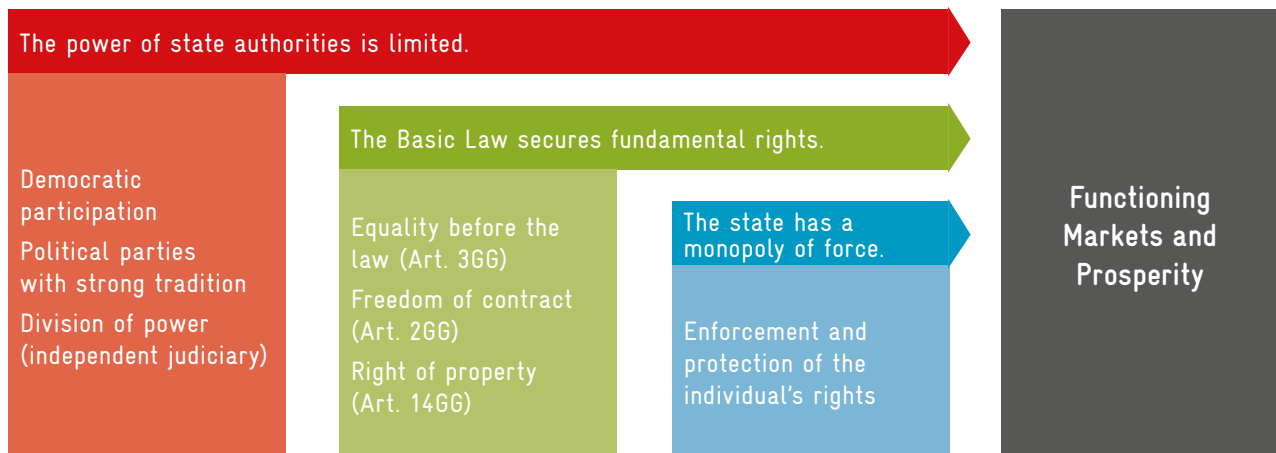 The power of state authorities is limited.
Democratic
participation
Political parties
with strong tradition
Division of power
(independent judiciary)
The Basic Law secures fundamental rights.
Equality before the
law (Art. 3GG)
Freedom of contract
(Art. 2GG)
Right of property
(Art. 14GG)
The state has a
monopoly of force.
Enforcement and
protection of the
individual's rights
Functioning
Markets and
Prosperity